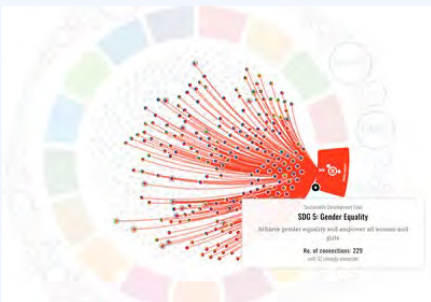 Sustainable Development Goal
SDG 5: Gender Equality
Achieve gender equality and empower all women and
girls
No. of connections: 229